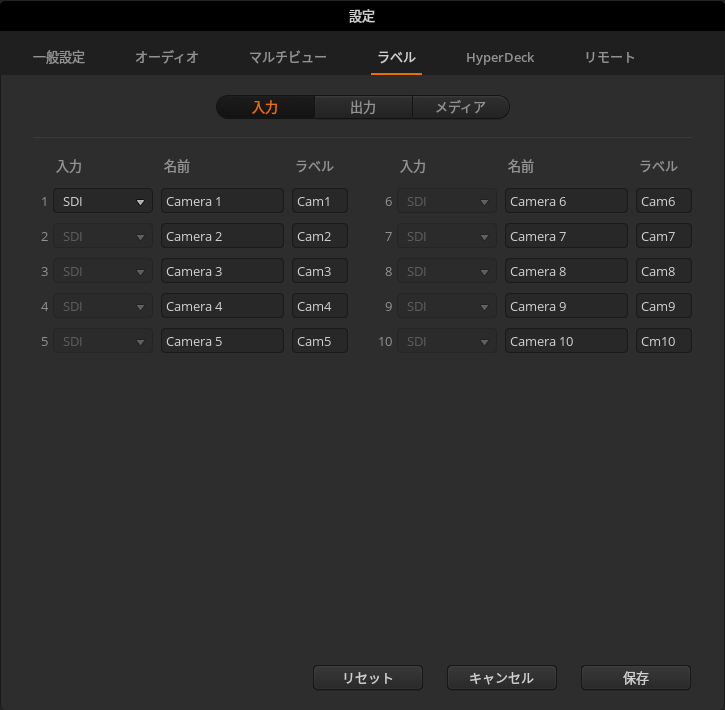 設定
一般設定 オーディオ マルチビュー ラベル HyperDeck リモート
入力 出力 メディア
入力 名前 ラベル 入力 名前 ラベル
1 SDI Camera 1 Cam1 6 SDI Camera 6 Cam6
2 SDI Camera 2 Cam2 7 SDI Camera 7 Cam7
3 SDI Camera 3 Cam3 8 SDI Camera 8 Cam8
4 SDI Camera 4 Cam4 9 SDI Camera 9 Cam9
5 SDI Camera 5 Cam5 10 SDI Camera 10 Cm10
リセット キャンセル 保存